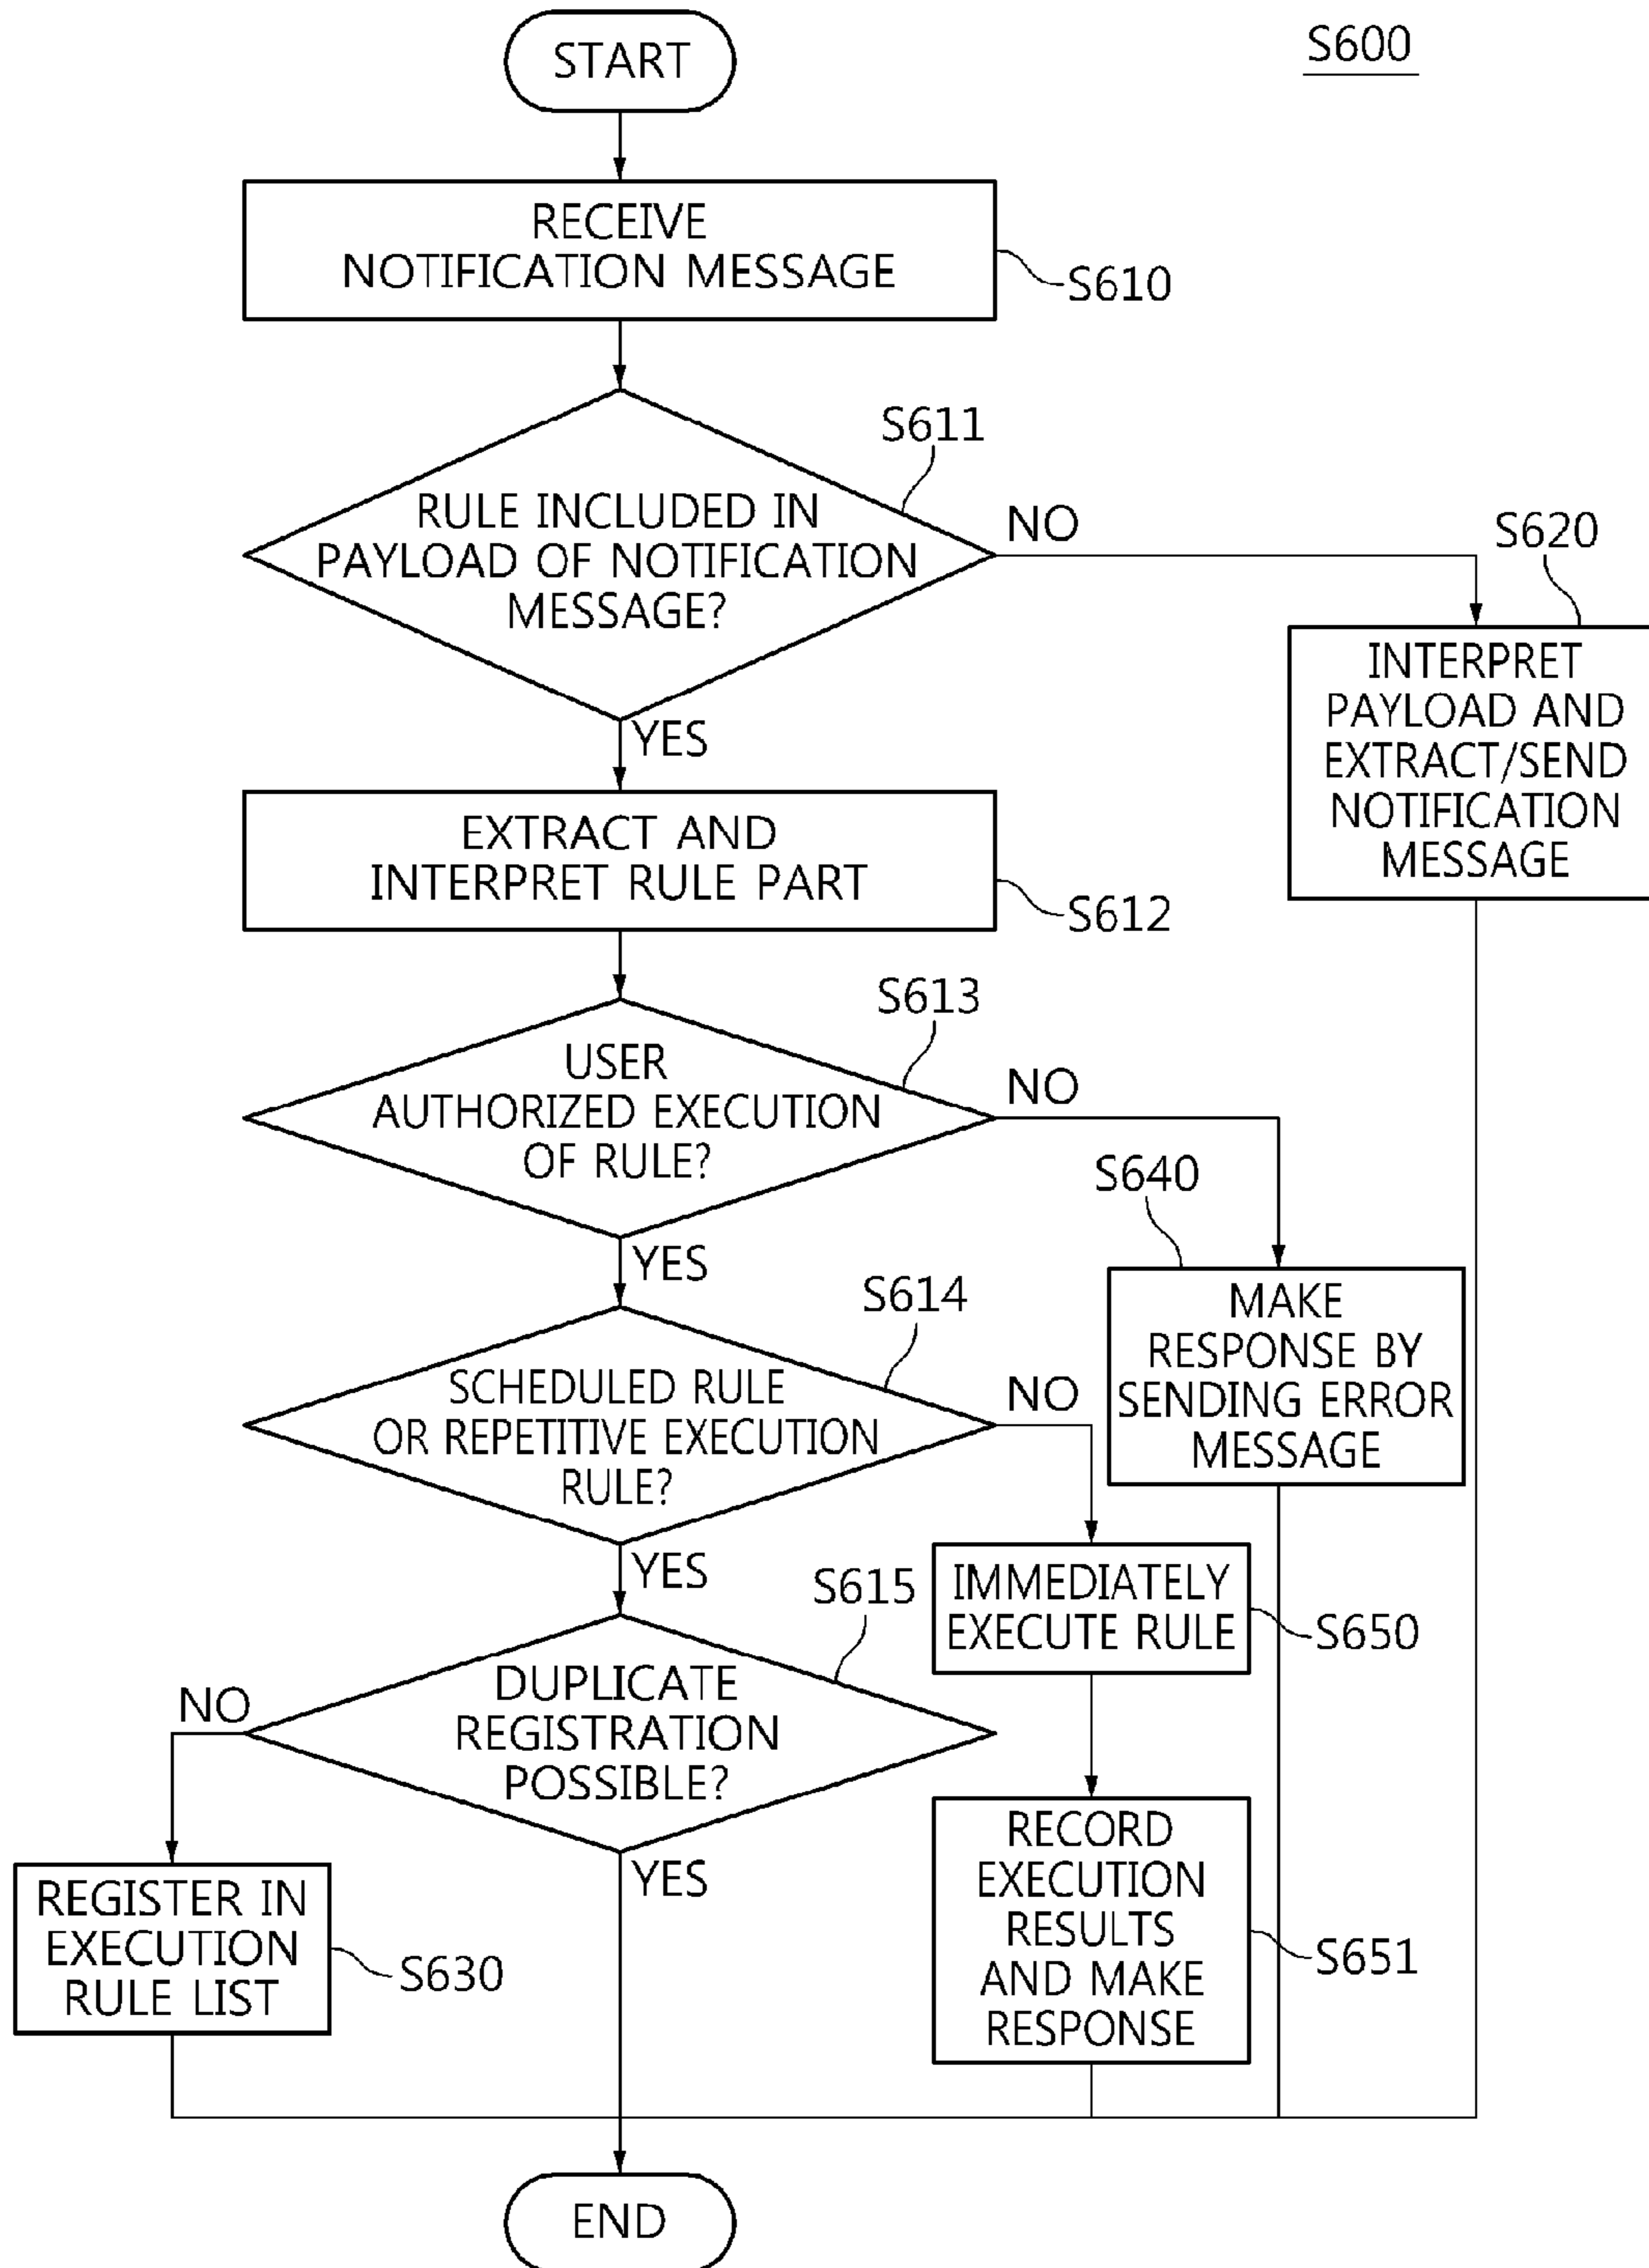 START
S600
RECEIVE
NOTIFICATION MESSAGE
S610
S611
RULE INCLUDED IN
PAYLOAD OF NOTIFICATION
MESSAGE?
NO
YES
S620
INTERPRET
PAYLOAD AND
EXTRACT/SEND
NOTIFICATION
MESSAGE
EXTRACT AND
INTERPRET RULE PART
S612
S613
USER
AUTHORIZED EXECUTION
OF RULE?
NO
YES
S640
MAKE
RESPONSE BY
SENDING ERROR
MESSAGE
S614
SCHEDULED RULE
OR REPETITIVE EXECUTION
RULE?
NO
YES
IMMEDIATELY
EXECUTE RULE
S650
S615
DUPLICATE
REGISTRATION
POSSIBLE?
NO
YES
RECORD
EXECUTION
RESULTS
AND MAKE
RESPONSE
S651
REGISTER IN
EXECUTION
RULE LIST
S630
END